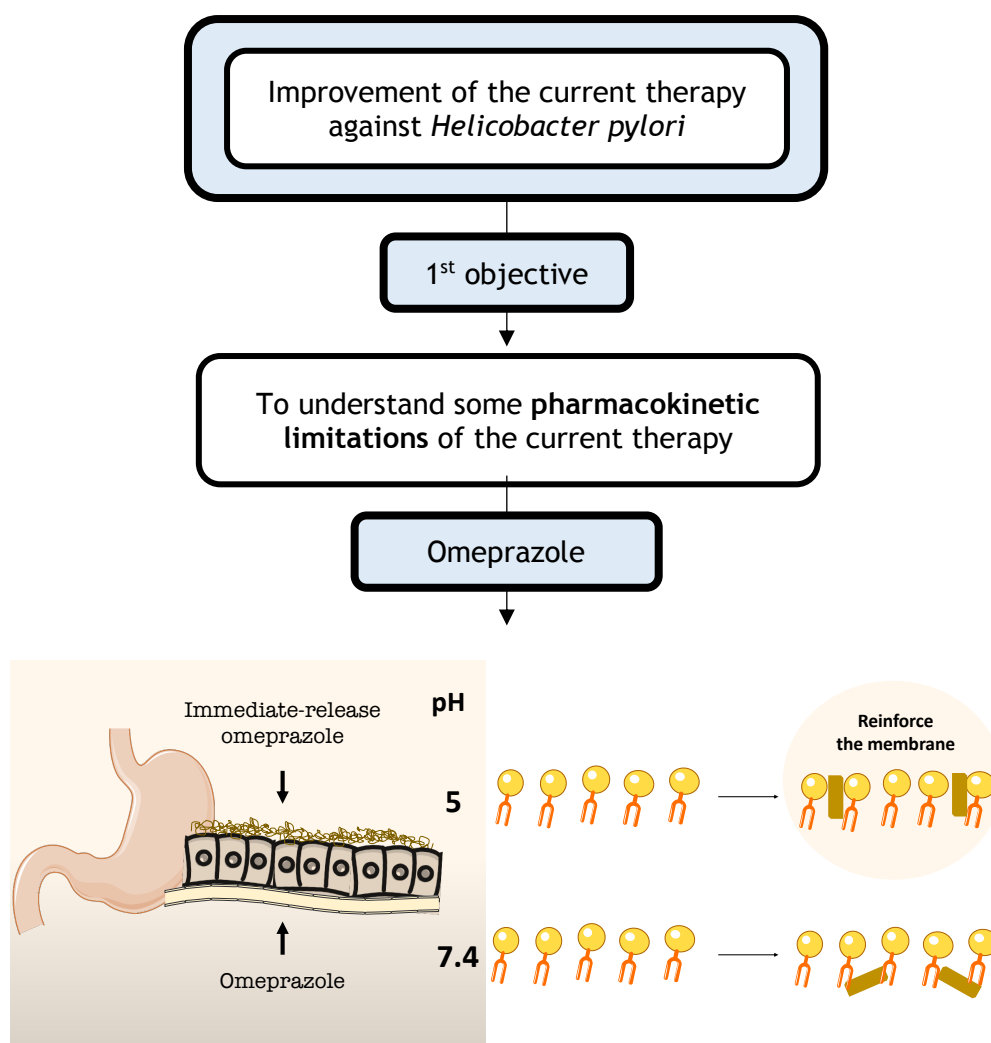 Improvement of the current therapy
against Helicobacter pylori
1st objective
To understand some pharmacokinetic
limitations of the current therapy
Omeprazole
Immediate-release
omeprazole
pH
5
7.4
Omeprazole
Reinforce
the membrane